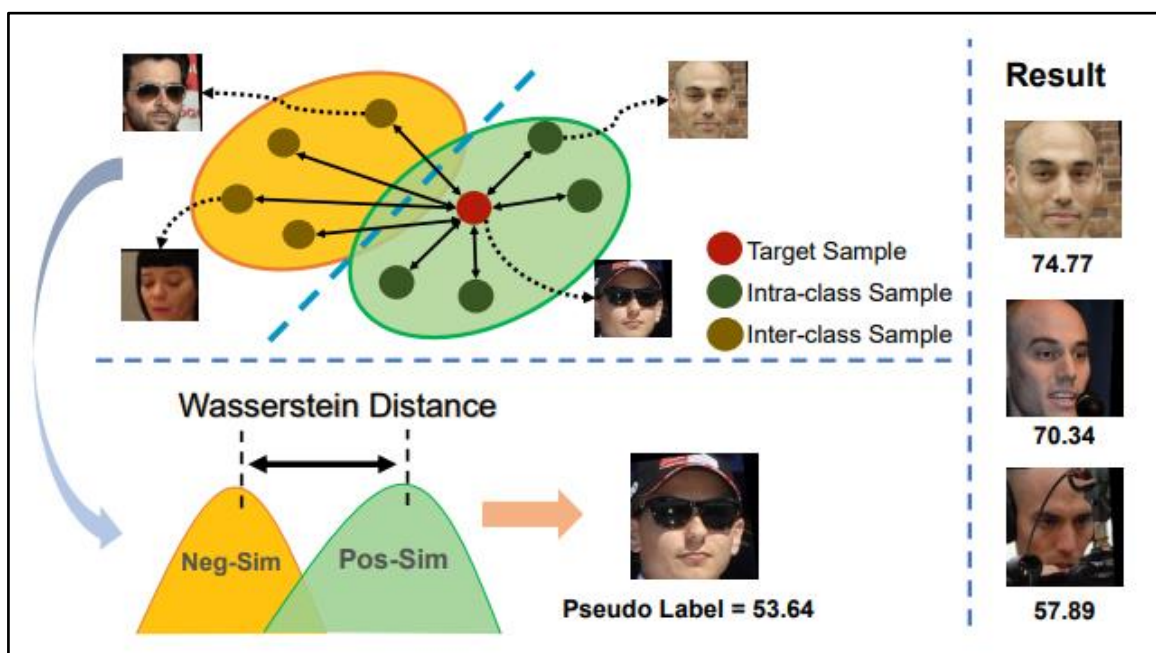 Result
Target Sample
Intra-class Sample
Inter-class Sample
74.77
70.34
57.89
Wasserstein Distance
Neg-Sim
Pos-Sim
Pseudo Label = 53.64